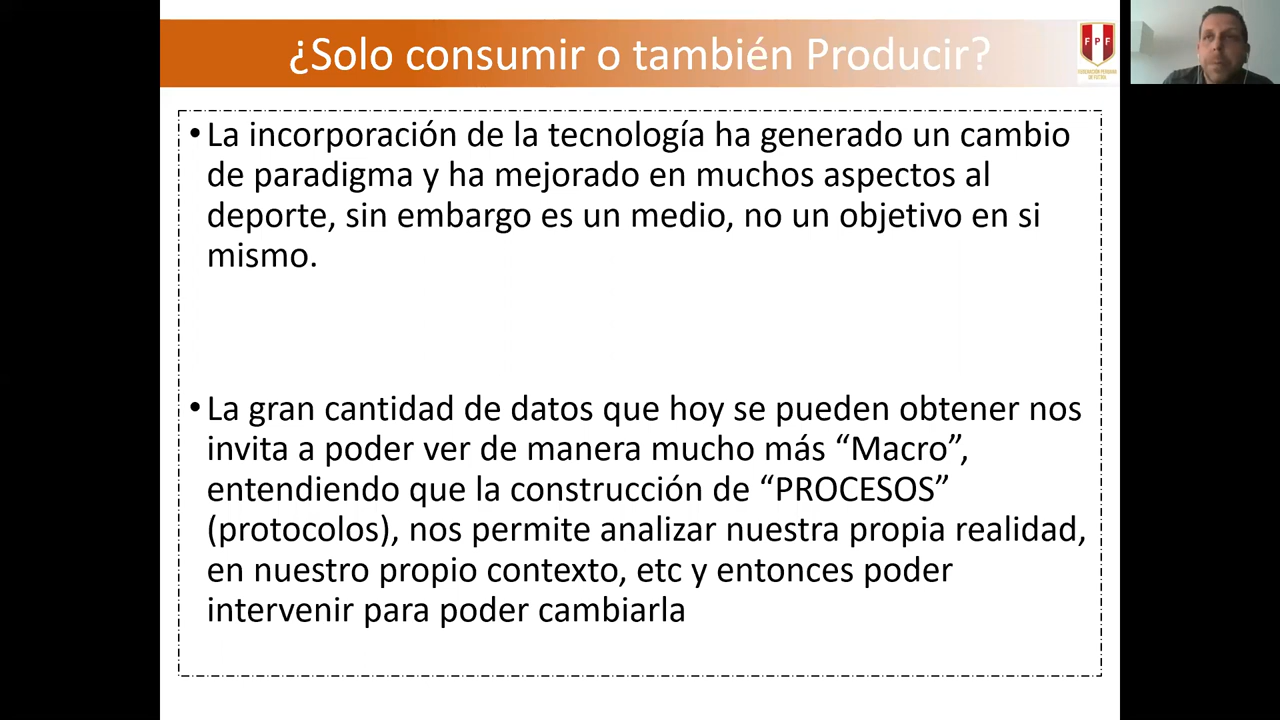 ¿Solo consumir o también Producir?
FPF
FEDERACIÓN PERUANA
DE FÚTBOL
• La incorporación de la tecnología ha generado un cambio
de paradigma y ha mejorado en muchos aspectos al
deporte, sin embargo es un medio, no un objetivo en si
mismo.
• La gran cantidad de datos que hoy se pueden obtener nos
invita a poder ver de manera mucho más “Macro”,
entendiendo que la construcción de “PROCESOS”
(protocolos), nos permite analizar nuestra propia realidad,
en nuestro propio contexto, etc y entonces poder
intervenir para poder cambiarla